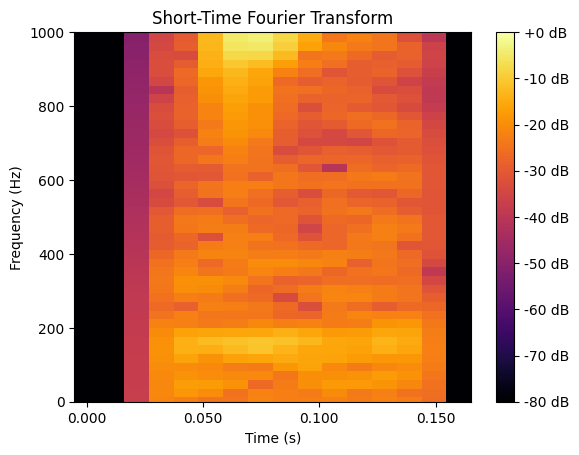 Short-Time Fourier Transform
1000
800
600
400
200
0
Frequency (Hz)
0.000
0.050
0.100
0.150
Time (s)
+0 dB
-10 dB
-20 dB
-30 dB
-40 dB
-50 dB
-60 dB
-70 dB
-80 dB